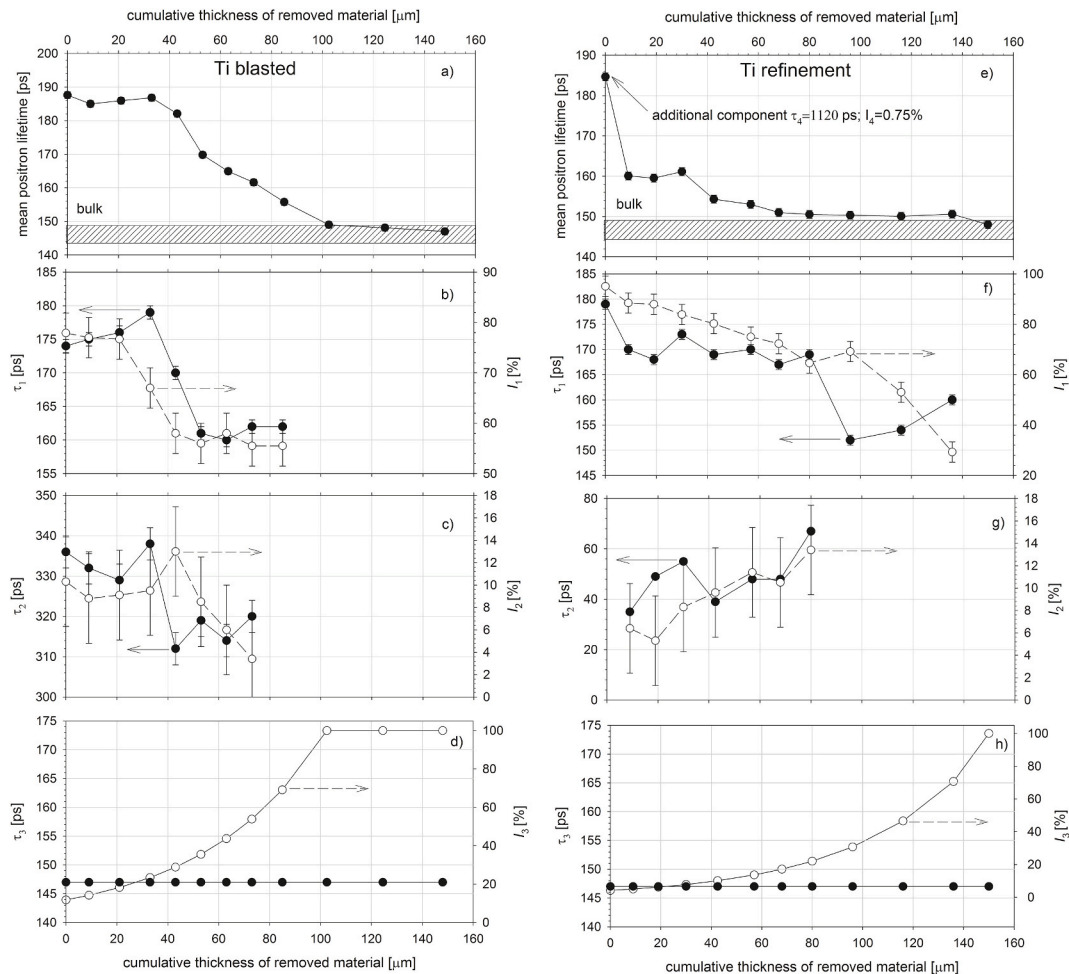 cumulative thickness of removed material [μm]
0 20 40 60 80 100 120 140 160
mean positron lifetime [ps]
200
190
180
170
160
150
140
Ti blasted
a)
bulk
τ1 [ps]
185
180
175
170
165
160
155
b)
90
80
70
60
50
I1 [%]
τ2 [ps]
350
340
330
320
310
300
c)
18
16
14
12
10
8
6
4
2
0
I2 [%]
τ3 [ps]
175
170
165
160
155
150
145
140
d)
100
80
60
40
20
0
I3 [%]
0 20 40 60 80 100 120 140 160
cumulative thickness of removed material [μm]
cumulative thickness of removed material [μm]
0 20 40 60 80 100 120 140 160
mean positron lifetime [ps]
190
180
170
160
150
140
Ti refinement
e)
additional component τ4=1120 ps; I4=0.75%
bulk
τ1 [ps]
185
180
175
170
165
160
155
150
145
f)
100
80
60
40
20
I1 [%]
τ2 [ps]
80
60
40
20
0
g)
18
16
14
12
10
8
6
4
2
0
I2 [%]
τ3 [ps]
175
170
165
160
155
150
145
140
h)
100
80
60
40
20
0
I3 [%]
0 20 40 60 80 100 120 140 160
cumulative thickness of removed material [μm]